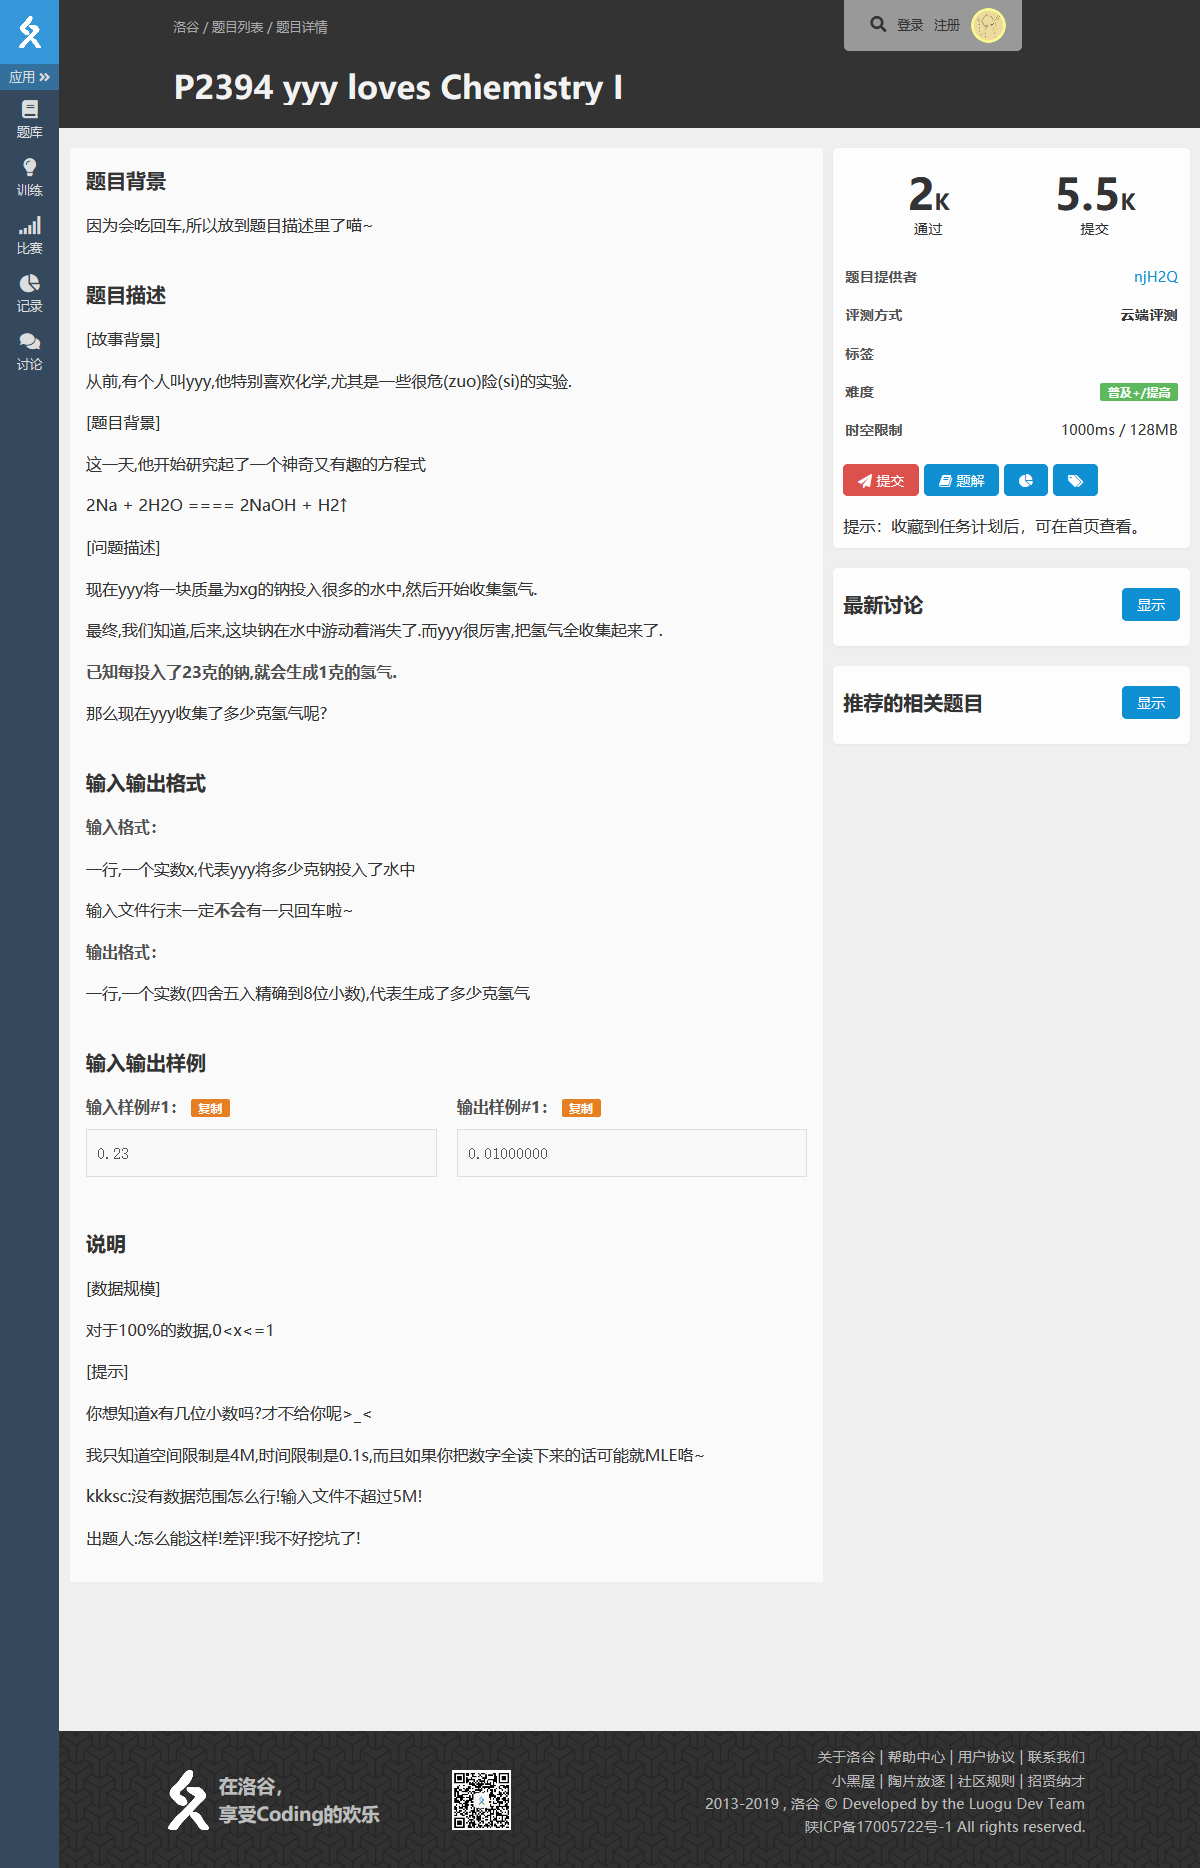 洛谷 / 题目列表 / 题目详情
登录 注册
P2394 yyy loves Chemistry I
应用
题库
训练
比赛
记录
讨论
题目背景
因为会吃回车,所以放到题目描述里了喵~
题目描述
[故事背景]
从前,有个人叫yyy,他特别喜欢化学,尤其是一些很危(zuo)险(si)的实验.
[题目背景]
这一天,他开始研究起了一个神奇又有趣的方程式
2Na + 2H2O ==== 2NaOH + H2↑
[问题描述]
现在yyy将一块质量为xg的钠投入很多的水中,然后开始收集氢气.
最终,我们知道,后来,这块钠在水中游动着消失了.而yyy很厉害,把氢气全收集起来了.
已知每投入了23克的钠,就会生成1克的氢气.
那么现在yyy收集了多少克氢气呢?
输入输出格式
输入格式：
一行,一个实数x,代表yyy将多少克钠投入了水中
输入文件行末一定不会有一只回车啦~
输出格式：
一行,一个实数(四舍五入精确到8位小数),代表生成了多少克氢气
输入输出样例
输入样例#1： 复制
0.23
输出样例#1： 复制
0.01000000
说明
[数据规模]
对于100%的数据,0<x<=1
[提示]
你想知道x有几位小数吗?才不给你呢>_<
我只知道空间限制是4M,时间限制是0.1s,而且如果你把数字全读下来的话可能就MLE咯~
kkksc:没有数据范围怎么行!输入文件不超过5M!
出题人:怎么能这样!差评!我不好挖坑了!
2K 5.5K
通过 提交
题目提供者 njH2Q
评测方式 云端评测
标签
难度 普及+/提高
时空限制 1000ms / 128MB
提交 题解
提示：收藏到任务计划后，可在首页查看。
最新讨论 显示
推荐的相关题目 显示
在洛谷，
享受Coding的欢乐
关于洛谷 | 帮助中心 | 用户协议 | 联系我们
小黑屋 | 陶片放逐 | 社区规则 | 招贤纳才
2013-2019 , 洛谷 © Developed by the Luogu Dev Team
陕ICP备17005722号-1 All rights reserved.